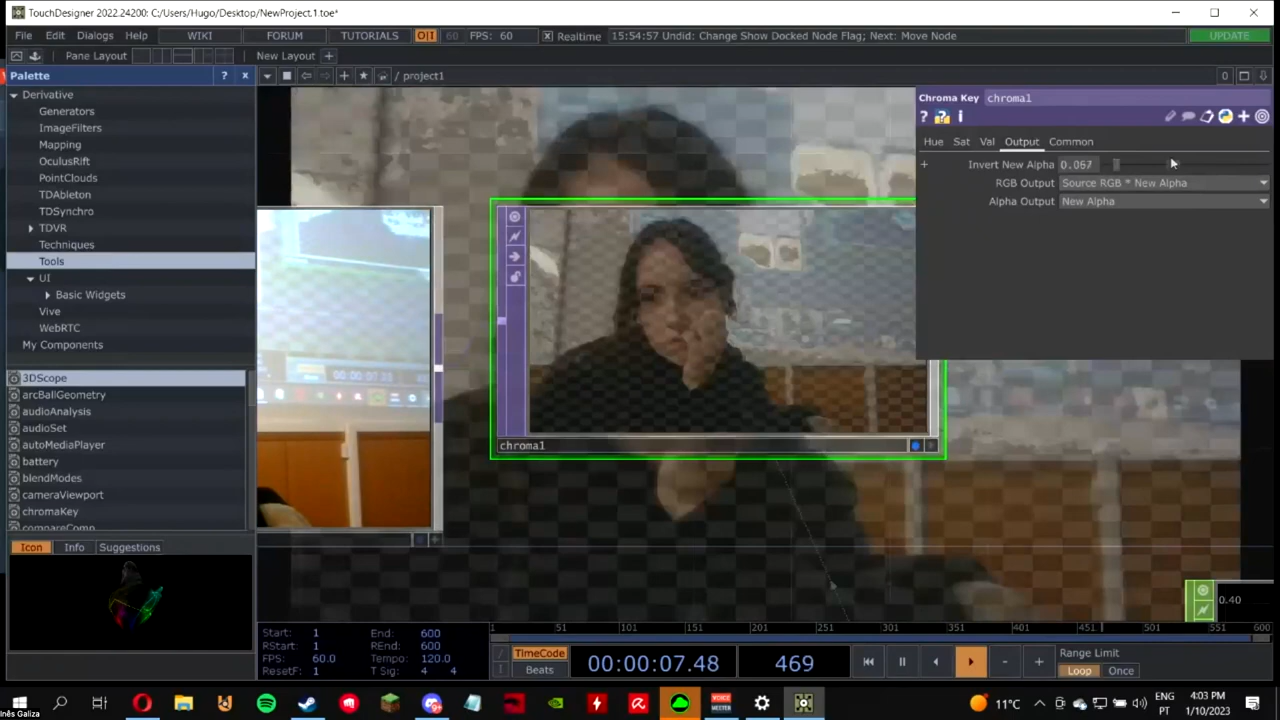 TouchDesigner 2022.24200: C:/Users/Hugo/Desktop/NewProject.1.toe*
File Edit Dialogs Help WIKI FORUM TUTORIALS O|I 60 FPS: 60 Realtime 15:54:57 Undid: Change Show Docked Node Flag; Next: Move Node UPDATE
Pane Layout New Layout +
Palette ? x / project1 0
Derivative
Generators
ImageFilters
Mapping
OculusRift
PointClouds
TDAbleton
TDSynchro
TDVR
Techniques
Tools
UI
Basic Widgets
Vive
WebRTC
My Components
3DScope
arcBallGeometry
audioAnalysis
audioSet
autoMediaPlayer
battery
blendModes
cameraViewport
chromaKey
compareComp
Icon Info Suggestions
Chroma Key chroma1
? ? i
Hue Sat Val Output Common
+ Invert New Alpha 0.067
RGB Output Source RGB * New Alpha
Alpha Output New Alpha
chroma1
0.40
Start: 1 End: 600
RStart: 1 REnd: 600
FPS: 60.0 Tempo: 120.0
ResetF: 1 T Sig: 4 4
1 51 101 151 201 251 301 351 401 451 501 551 600
TimeCode
Beats
00:00:07.48
469
- +
Range Limit
Loop Once
11°C
ENG
PT
4:03 PM
1/10/2023
Inês Galiza